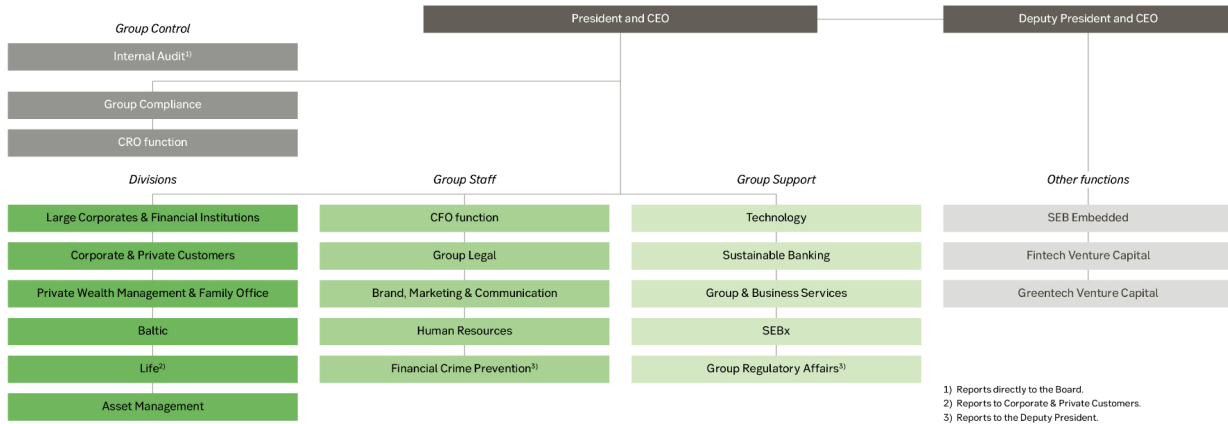 President and CEO
Deputy President and CEO
Group Control
Internal Audit¹⁾
Group Compliance
CRO function
Divisions
Large Corporates & Financial Institutions
Corporate & Private Customers
Private Wealth Management & Family Office
Baltic
Life²⁾
Asset Management
Group Staff
CFO function
Group Legal
Brand, Marketing & Communication
Human Resources
Financial Crime Prevention³⁾
Group Support
Technology
Sustainable Banking
Group & Business Services
SEBx
Group Regulatory Affairs³⁾
Other functions
SEB Embedded
Fintech Venture Capital
Greentech Venture Capital
1) Reports directly to the Board.
2) Reports to Corporate & Private Customers.
3) Reports to the Deputy President.